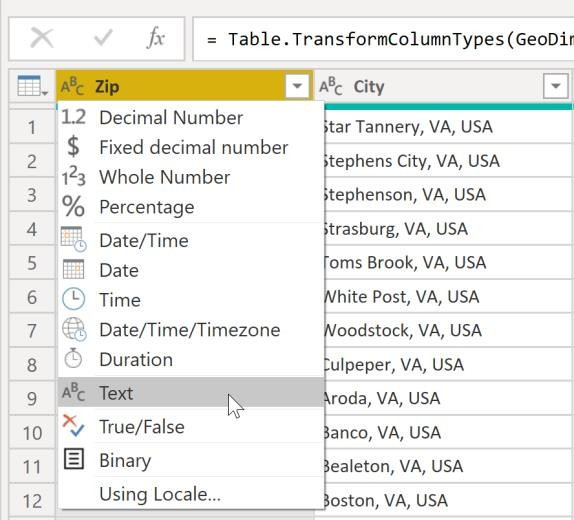 fx = Table.TransformColumnTypes(GeoDim
ABC Zip ABC City
1.2 Decimal Number
$ Fixed decimal number
123 Whole Number
% Percentage
Date/Time
Date
Time
Date/Time/Timezone
Duration
ABC Text
True/False
Binary
Using Locale...
1 Star Tannery, VA, USA
2 Stephens City, VA, USA
3 Stephenson, VA, USA
4 Strasburg, VA, USA
5 Toms Brook, VA, USA
6 White Post, VA, USA
7 Woodstock, VA, USA
8 Culpeper, VA, USA
9 Aroda, VA, USA
10 Banco, VA, USA
11 Bealeton, VA, USA
12 Boston, VA, USA